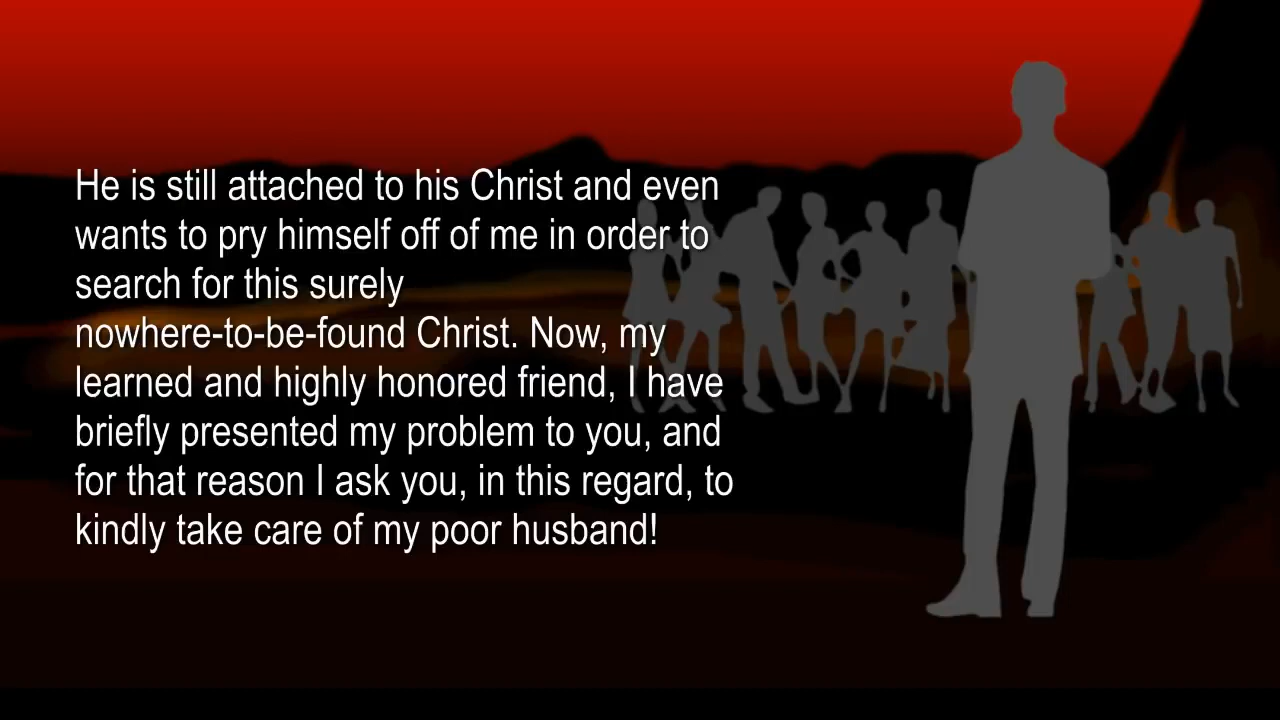 He is still attached to his Christ and even
wants to pry himself off of me in order to
search for this surely
nowhere-to-be-found Christ. Now, my
learned and highly honored friend, I have
briefly presented my problem to you, and
for that reason I ask you, in this regard, to
kindly take care of my poor husband!